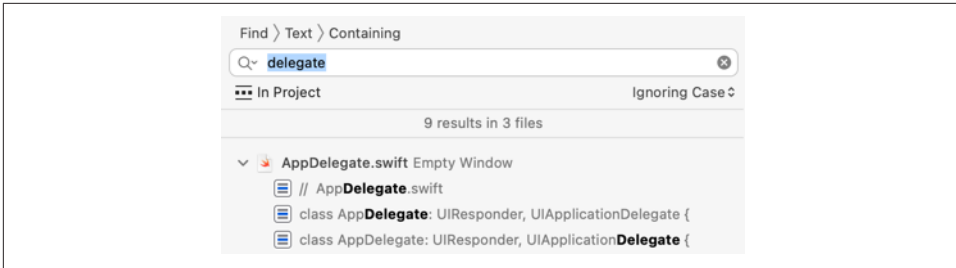 Find 〉 Text 〉 Containing
delegate
In Project Ignoring Case
9 results in 3 files
AppDelegate.swift Empty Window
// AppDelegate.swift
class AppDelegate: UIResponder, UIApplicationDelegate {
class AppDelegate: UIResponder, UIApplicationDelegate {